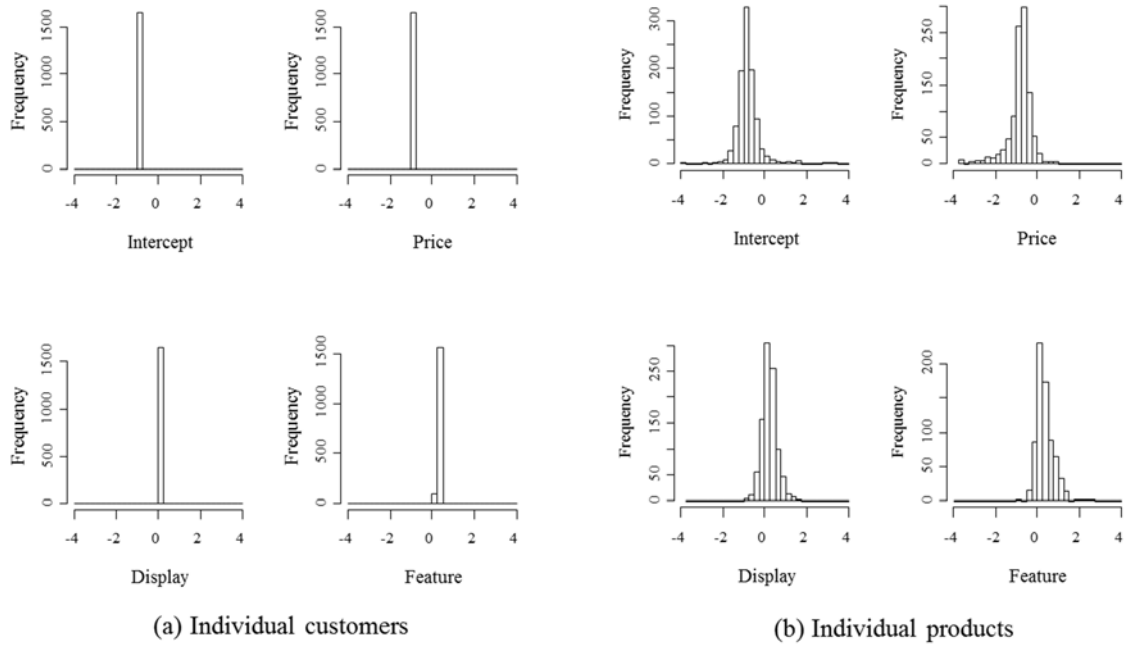 Frequency
0 500 1000 1500
-4 -2 0 2 4
Intercept
Frequency
0 500 1000 1500
-4 -2 0 2 4
Price
Frequency
0 500 1000 1500
-4 -2 0 2 4
Display
Frequency
0 500 1000 1500
-4 -2 0 2 4
Feature
(a) Individual customers
Frequency
0 100 200 300
-4 -2 0 2 4
Intercept
Frequency
0 50 150 250
-4 -2 0 2 4
Price
Frequency
0 50 150 250
-4 -2 0 2 4
Display
Frequency
0 50 100 200
-4 -2 0 2 4
Feature
(b) Individual products